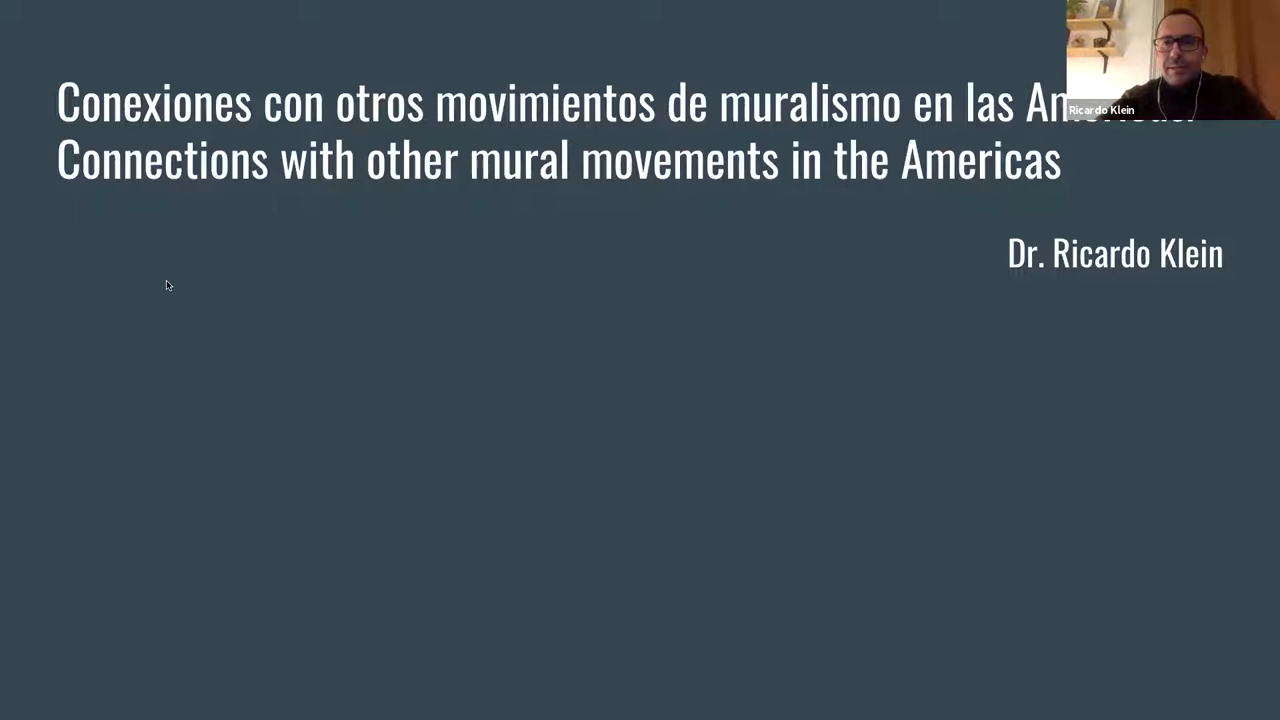 Conexiones con otros movimientos de muralismo en las
Connections with other mural movements in the Americas
Dr. Ricardo Klein
Ricardo Klein